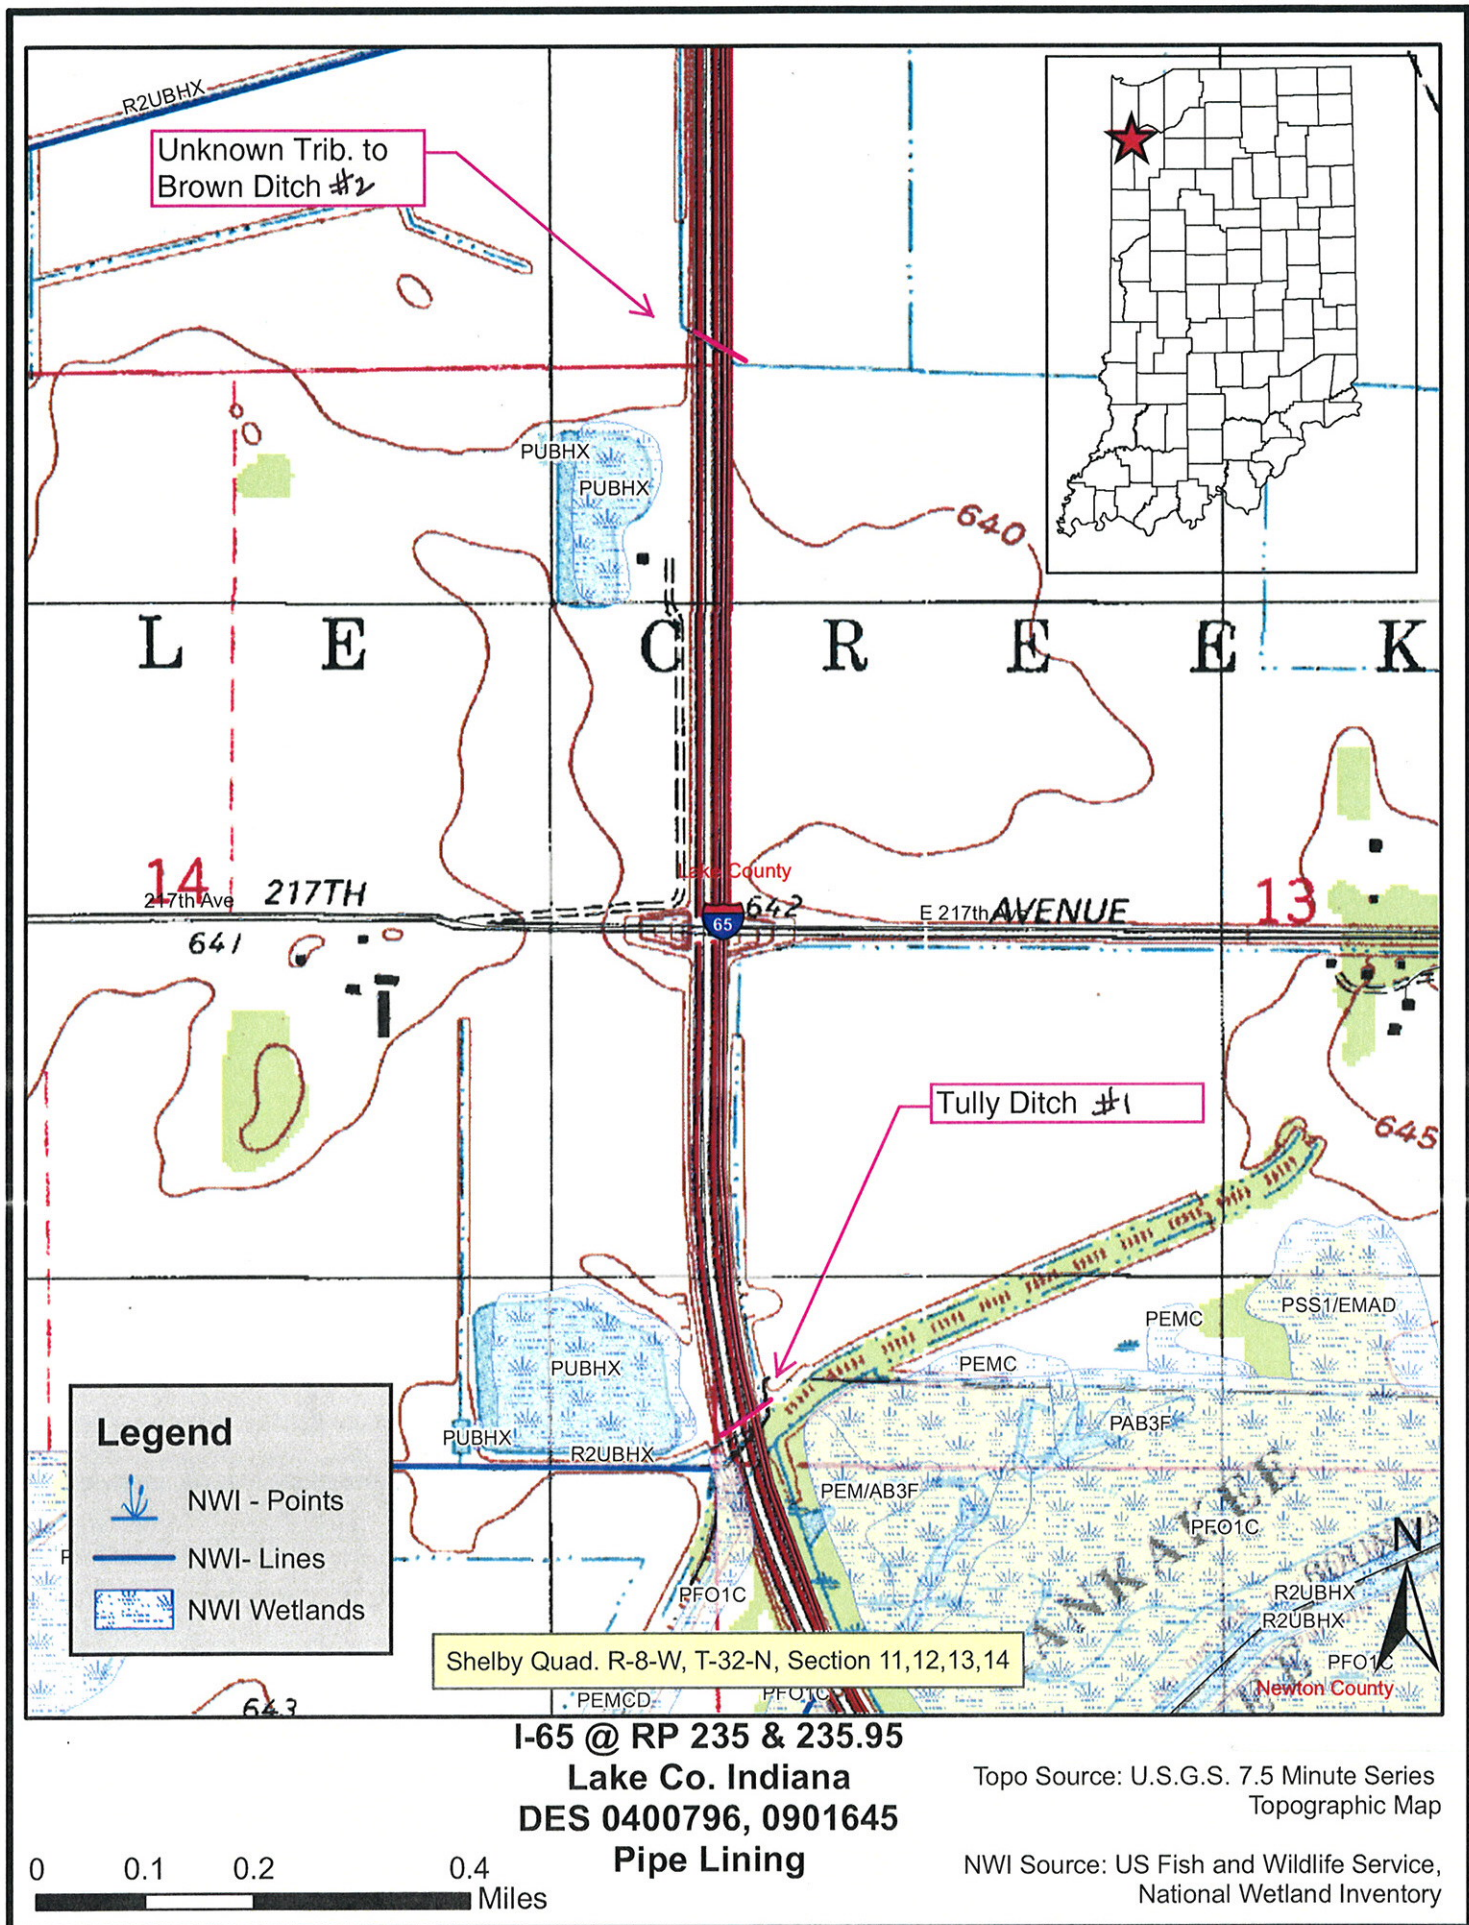 R2UBHX
Unknown Trib. to
Brown Ditch #2
PUBHX
PUBHX
640
L E C R E E K
Lake County
14
217th Ave
217TH
65
642
E 217th
AVENUE
13
641
Tully Ditch #1
645
PSS1/EMAD
PEMC
PEMC
PUBHX
PAB3F
PUBHX
R2UBHX
PEM/AB3F
PFO1C
ANKAKEE
N
Legend
NWI - Points
NWI- Lines
NWI Wetlands
PFO1C
R2UBHX
R2UBHX
Shelby Quad. R-8-W, T-32-N, Section 11,12,13,14
PFO1C
Newton County
643
PEMCD
PFO1C
I-65 @ RP 235 & 235.95
Lake Co. Indiana
DES 0400796, 0901645
Pipe Lining
Topo Source: U.S.G.S. 7.5 Minute Series
Topographic Map
NWI Source: US Fish and Wildlife Service,
National Wetland Inventory
0 0.1 0.2 0.4
Miles